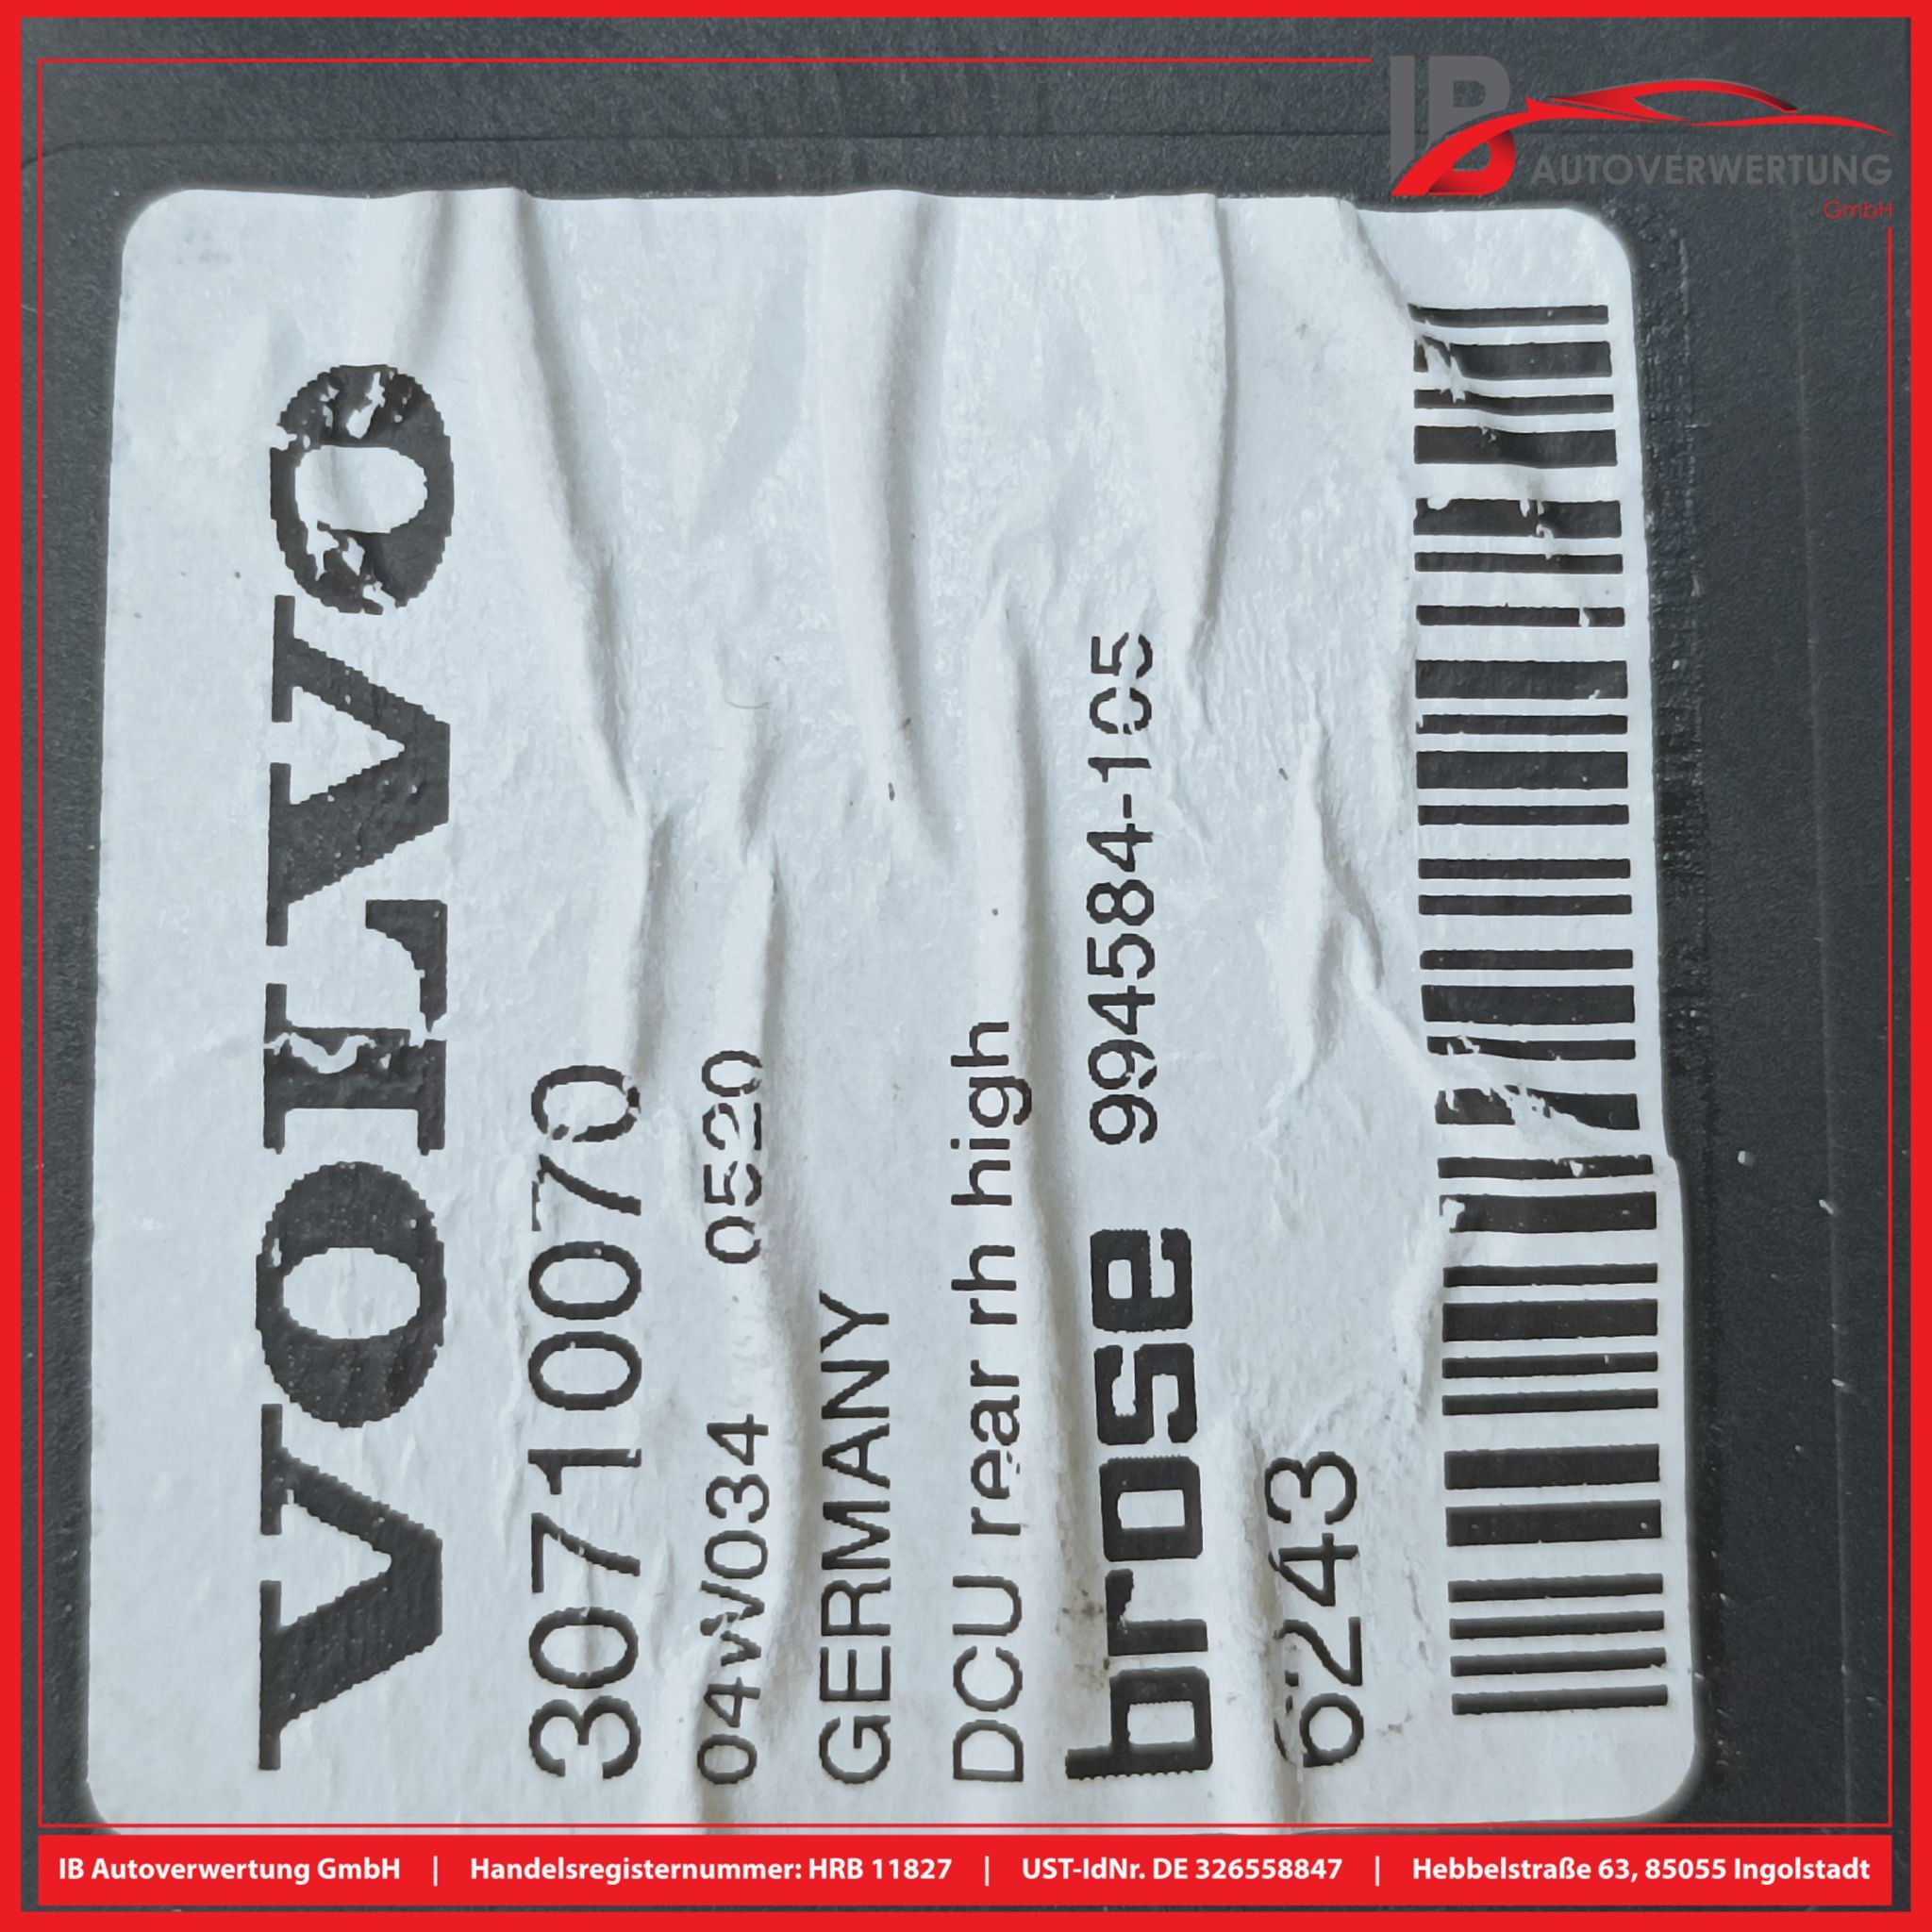 IB
AUTOVERWERTUNG
GmbH
VOLVO
30710070
04W034 0520
GERMANY
DCU rear rh high
brose 994584-105
6243
IB Autoverwertung GmbH | Handelsregisternummer: HRB 11827 | UST-IdNr. DE 326558847 | Hebbelstraße 63, 85055 Ingolstadt